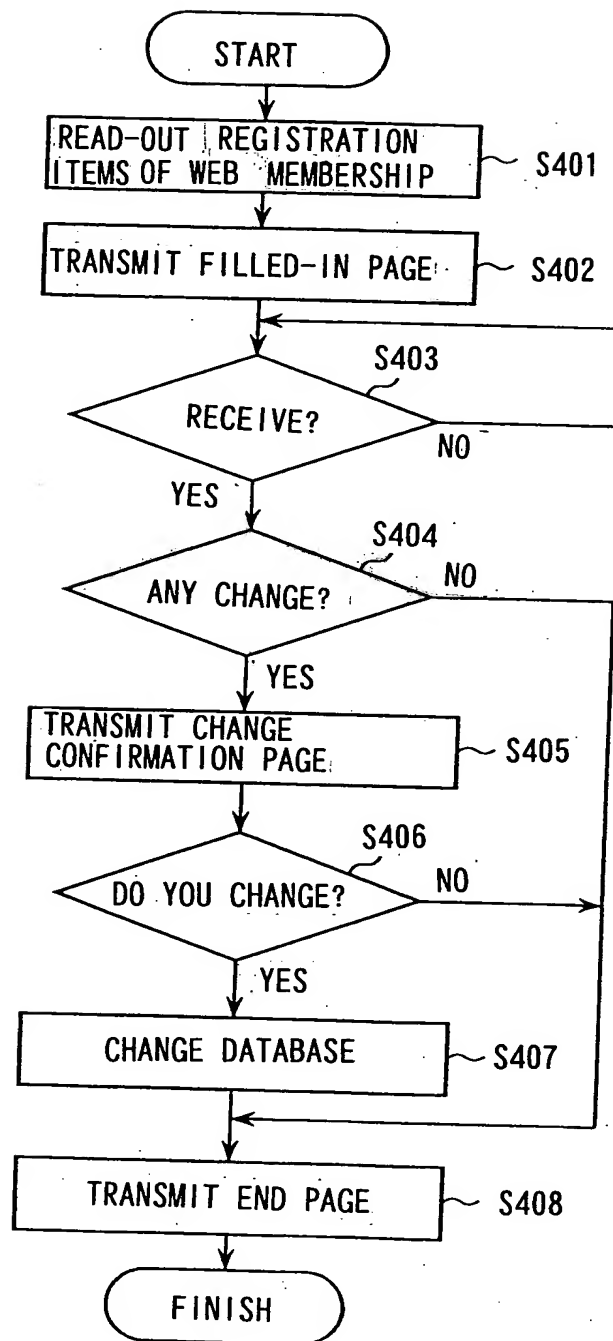 START
READ-OUT REGISTRATION
ITEMS OF WEB MEMBERSHIP
S401
TRANSMIT FILLED-IN PAGE
S402
S403
RECEIVE?
NO
YES
S404
ANY CHANGE?
NO
YES
TRANSMIT CHANGE
CONFIRMATION PAGE
S405
S406
DO YOU CHANGE?
NO
YES
CHANGE DATABASE
S407
TRANSMIT END PAGE
S408
FINISH